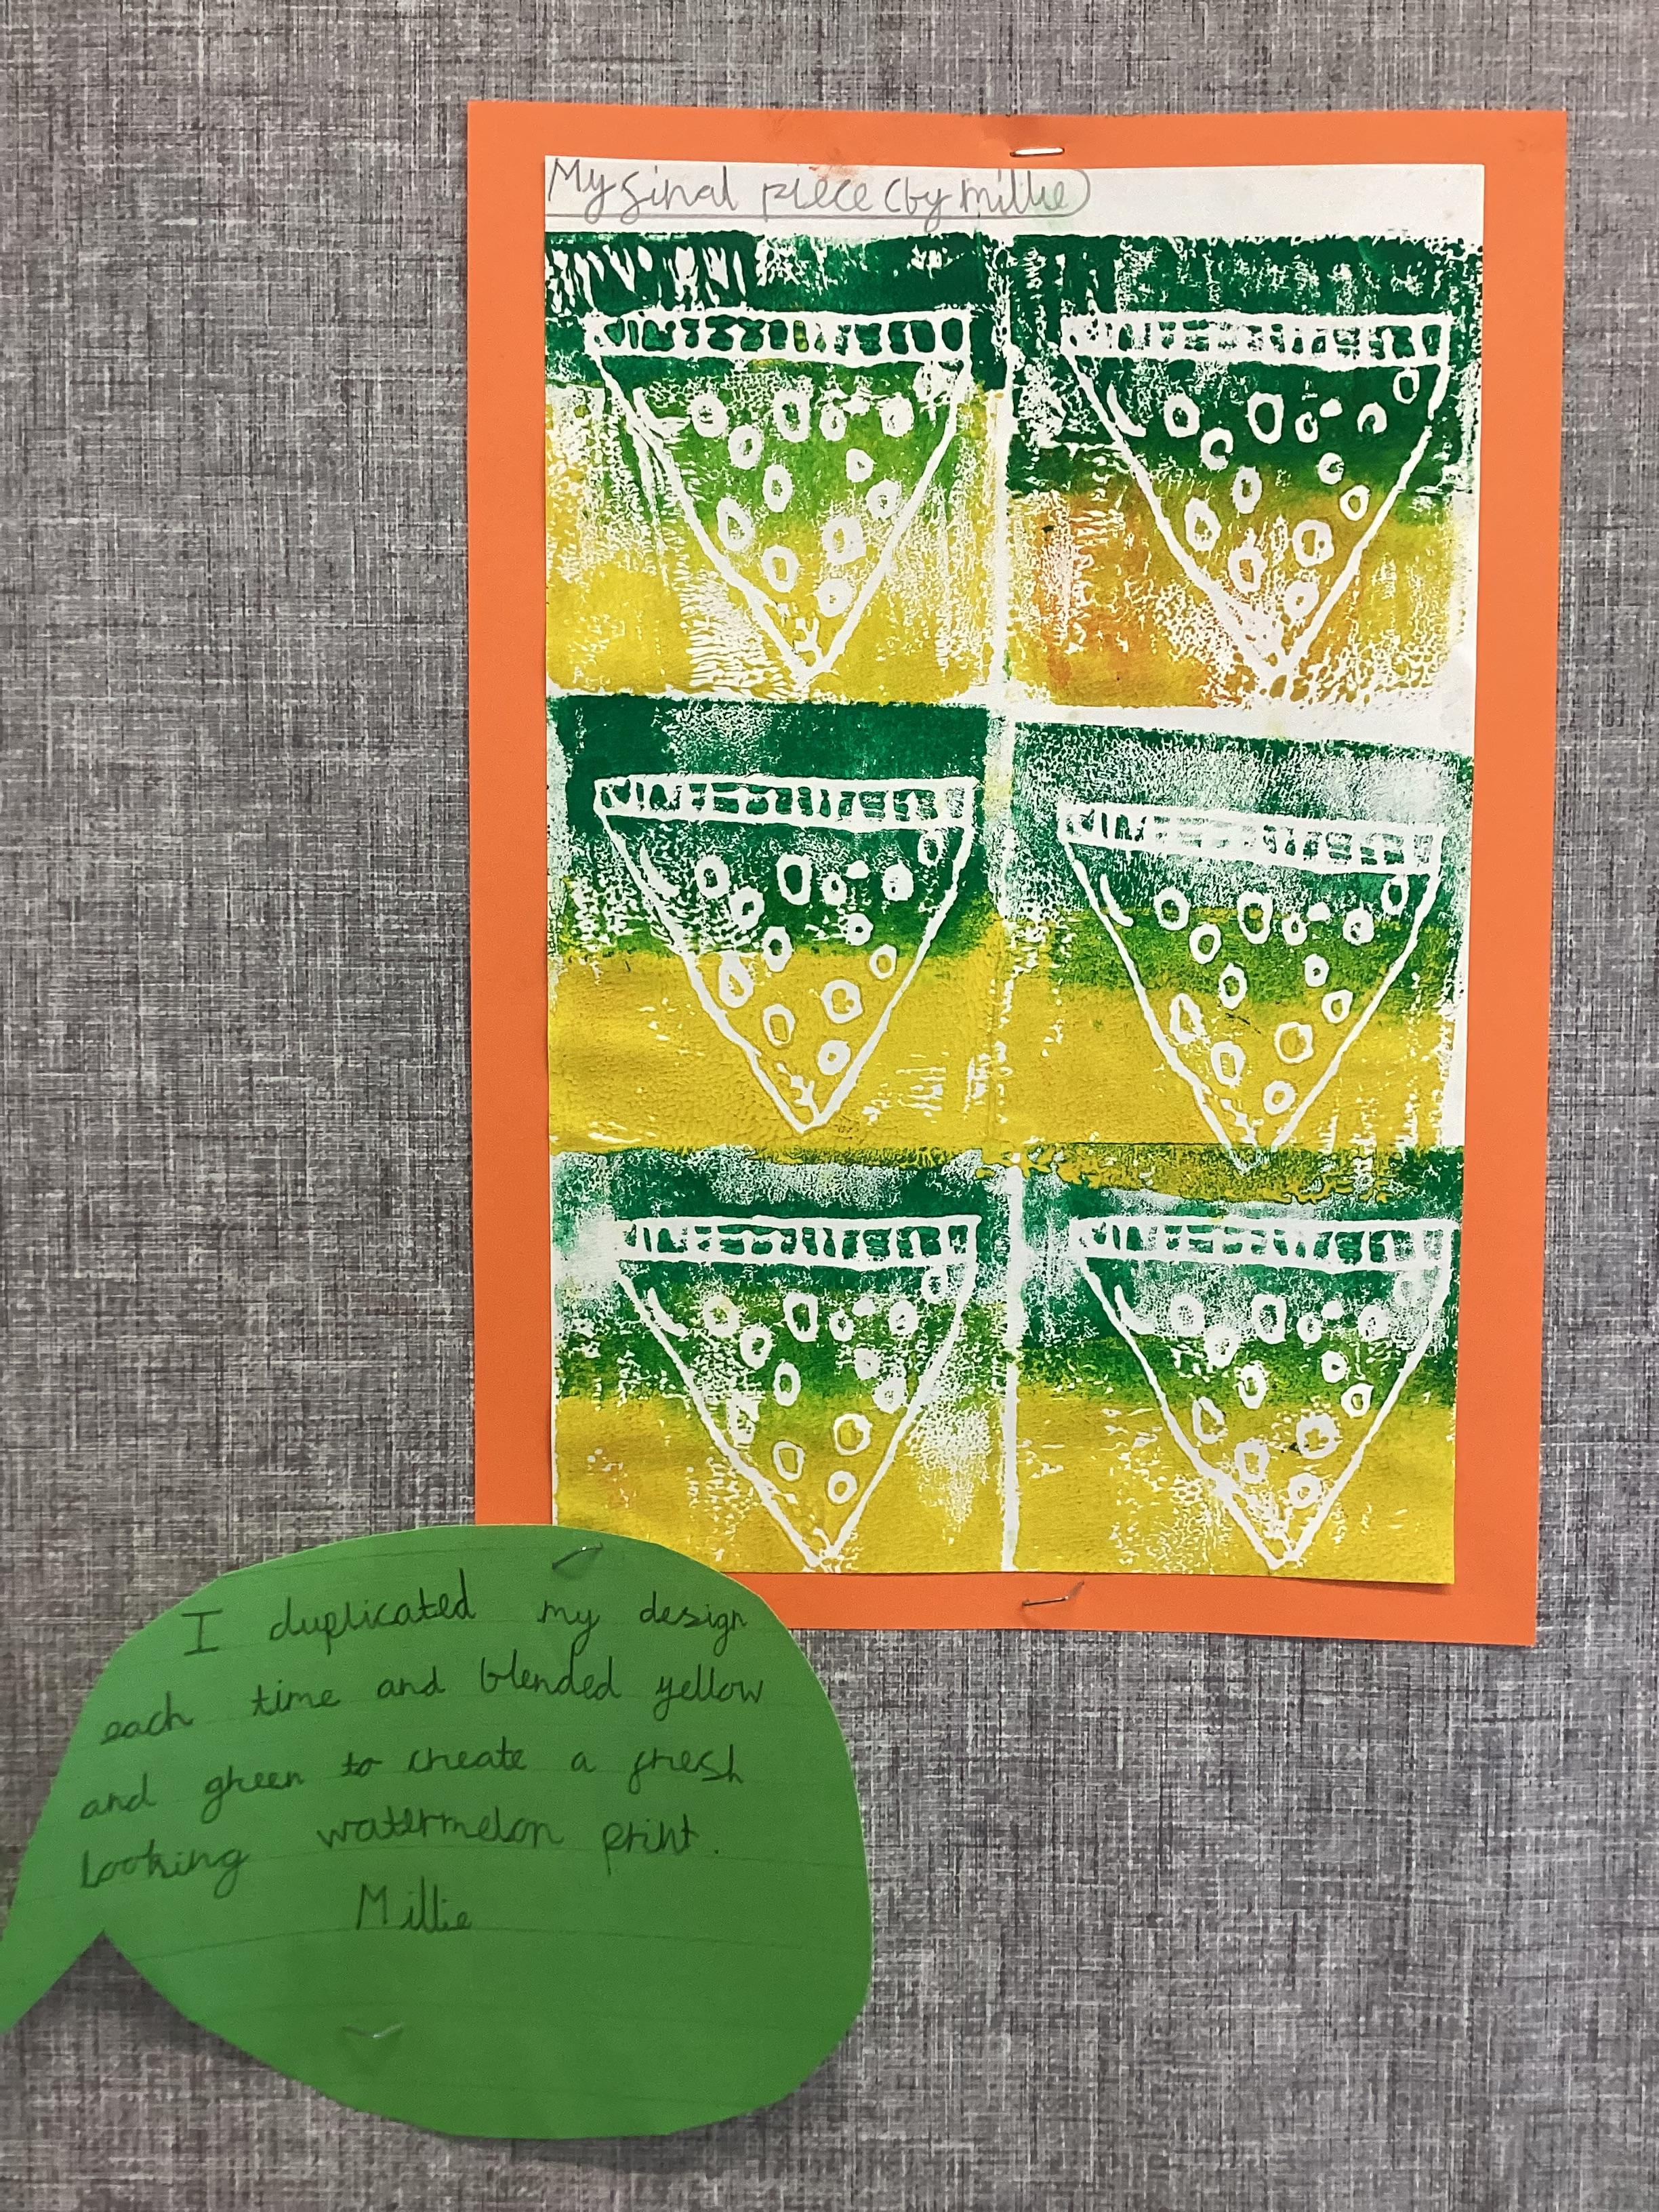 My final piece (by millie)
I duplicated my design
each time and blended yellow
and green to create a fresh
looking watermelon print.
Millie